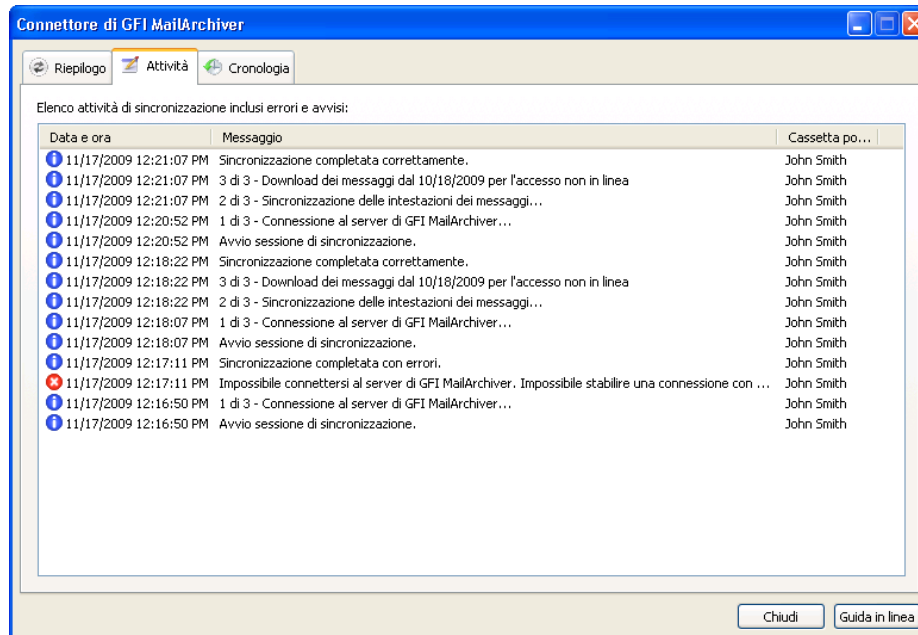 Connettore di GFI MailArchiver
Riepilogo Attività Cronologia
Elenco attività di sincronizzazione inclusi errori e avvisi:
Data e ora Messaggio Cassetta po...
11/17/2009 12:21:07 PM Sincronizzazione completata correttamente. John Smith
11/17/2009 12:21:07 PM 3 di 3 - Download dei messaggi dal 10/18/2009 per l'accesso non in linea John Smith
11/17/2009 12:21:07 PM 2 di 3 - Sincronizzazione delle intestazioni dei messaggi... John Smith
11/17/2009 12:20:52 PM 1 di 3 - Connessione al server di GFI MailArchiver... John Smith
11/17/2009 12:20:52 PM Avvio sessione di sincronizzazione. John Smith
11/17/2009 12:18:22 PM Sincronizzazione completata correttamente. John Smith
11/17/2009 12:18:22 PM 3 di 3 - Download dei messaggi dal 10/18/2009 per l'accesso non in linea John Smith
11/17/2009 12:18:22 PM 2 di 3 - Sincronizzazione delle intestazioni dei messaggi... John Smith
11/17/2009 12:18:07 PM 1 di 3 - Connessione al server di GFI MailArchiver... John Smith
11/17/2009 12:18:07 PM Avvio sessione di sincronizzazione. John Smith
11/17/2009 12:17:11 PM Sincronizzazione completata con errori. John Smith
11/17/2009 12:17:11 PM Impossibile connettersi al server di GFI MailArchiver. Impossibile stabilire una connessione con ... John Smith
11/17/2009 12:16:50 PM 1 di 3 - Connessione al server di GFI MailArchiver... John Smith
11/17/2009 12:16:50 PM Avvio sessione di sincronizzazione. John Smith
Chiudi Guida in linea